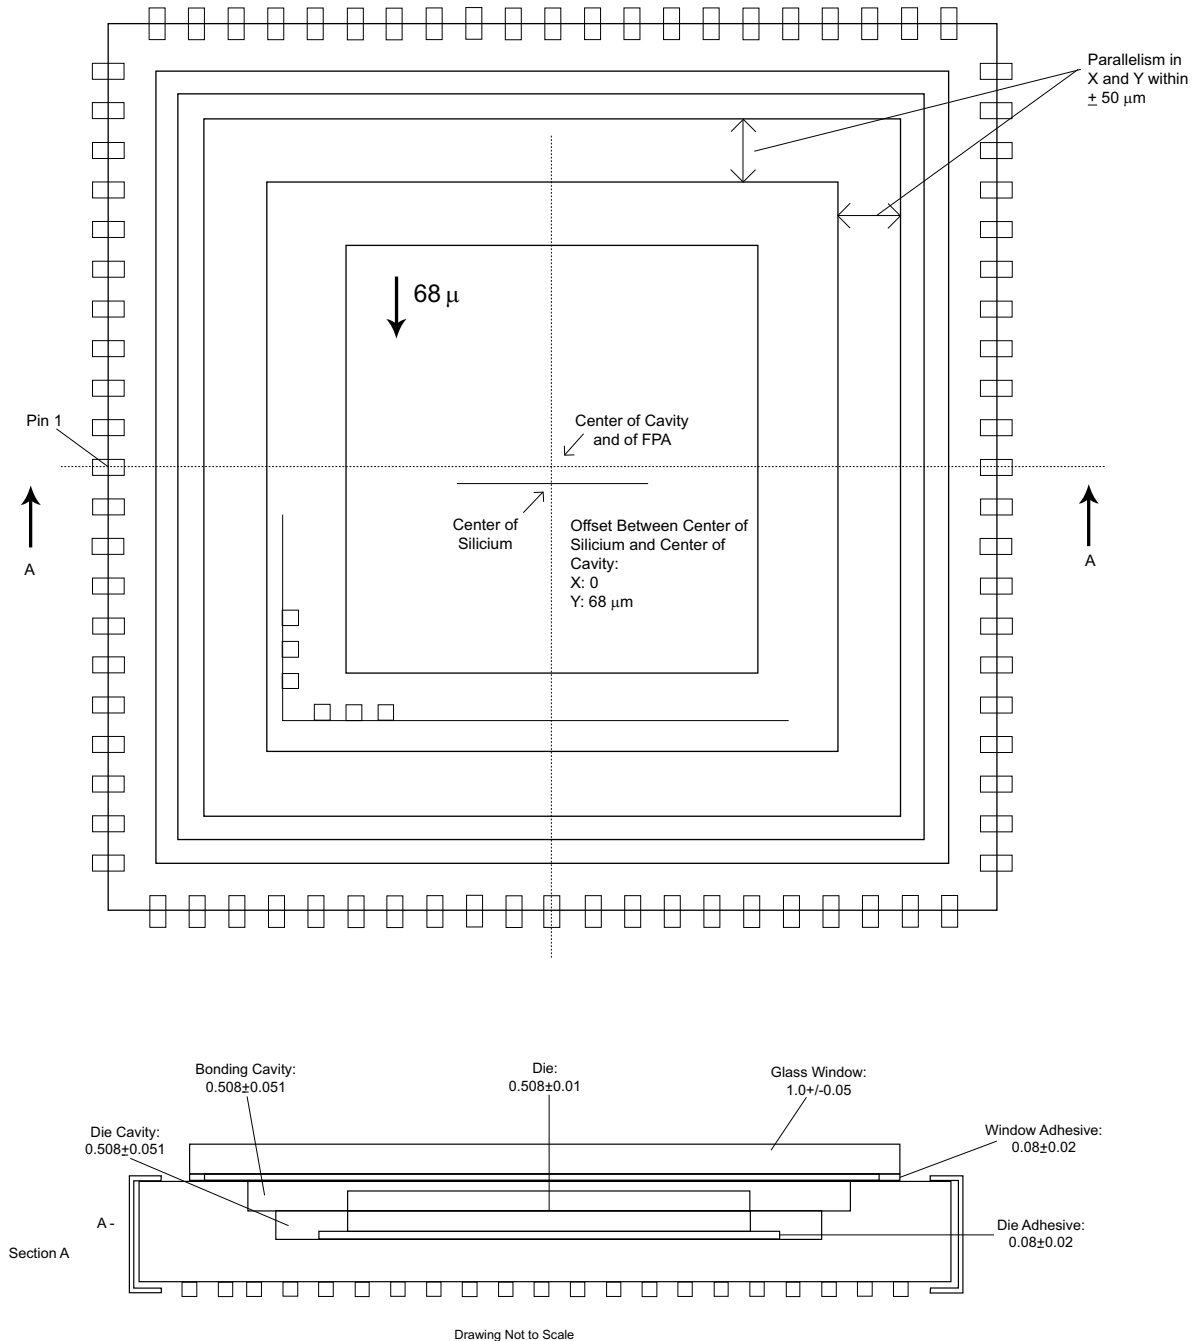 Parallelism in
X and Y within
± 50 μm
68 μ
Pin 1
Center of Cavity
and of FPA
Center of
Silicium
Offset Between Center of
Silicium and Center of
Cavity:
X: 0
Y: 68 μm
A
A
Bonding Cavity:
0.508±0.051
Die:
0.508±0.01
Glass Window:
1.0+/-0.05
Die Cavity:
0.508±0.051
Window Adhesive:
0.08±0.02
A -
Section A
Die Adhesive:
0.08±0.02
Drawing Not to Scale